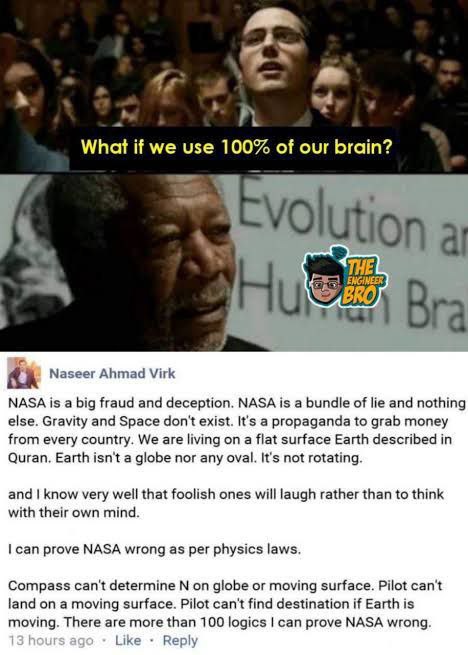 What if we use 100% of our brain?
Evolution
THE
ENGINEER
BRO
Naseer Ahmad Virk
NASA is a big fraud and deception. NASA is a bundle of lie and nothing
else. Gravity and Space don't exist. It's a propaganda to grab money
from every country. We are living on a flat surface Earth described in
Quran. Earth isn't a globe nor any oval. It's not rotating.
and I know very well that foolish ones will laugh rather than to think
with their own mind.
I can prove NASA wrong as per physics laws.
Compass can't determine N on globe or moving surface. Pilot can't
land on a moving surface. Pilot can't find destination if Earth is
moving. There are more than 100 logics I can prove NASA wrong.
13 hours ago · Like · Reply